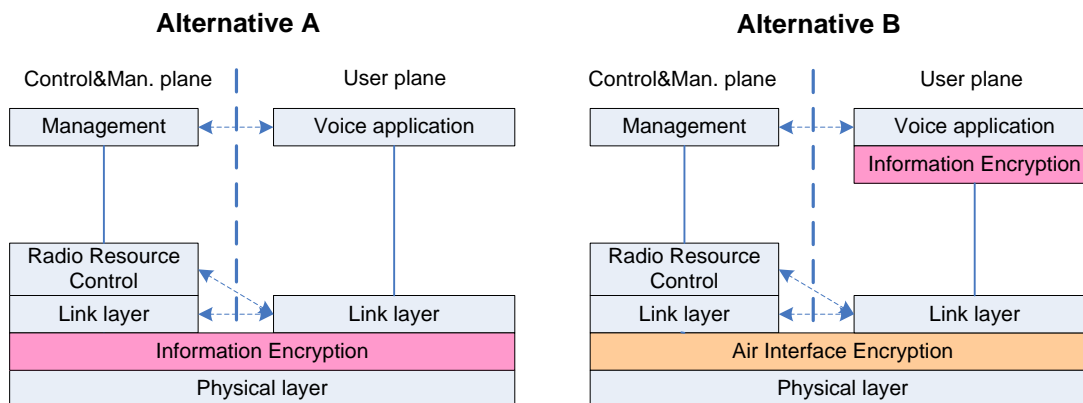 Alternative A
Control&Man. plane
User plane
Management
Voice application
Radio Resource
Control
Link layer
Link layer
Information Encryption
Physical layer
Alternative B
Control&Man. plane
User plane
Management
Voice application
Information Encryption
Radio Resource
Control
Link layer
Link layer
Air Interface Encryption
Physical layer